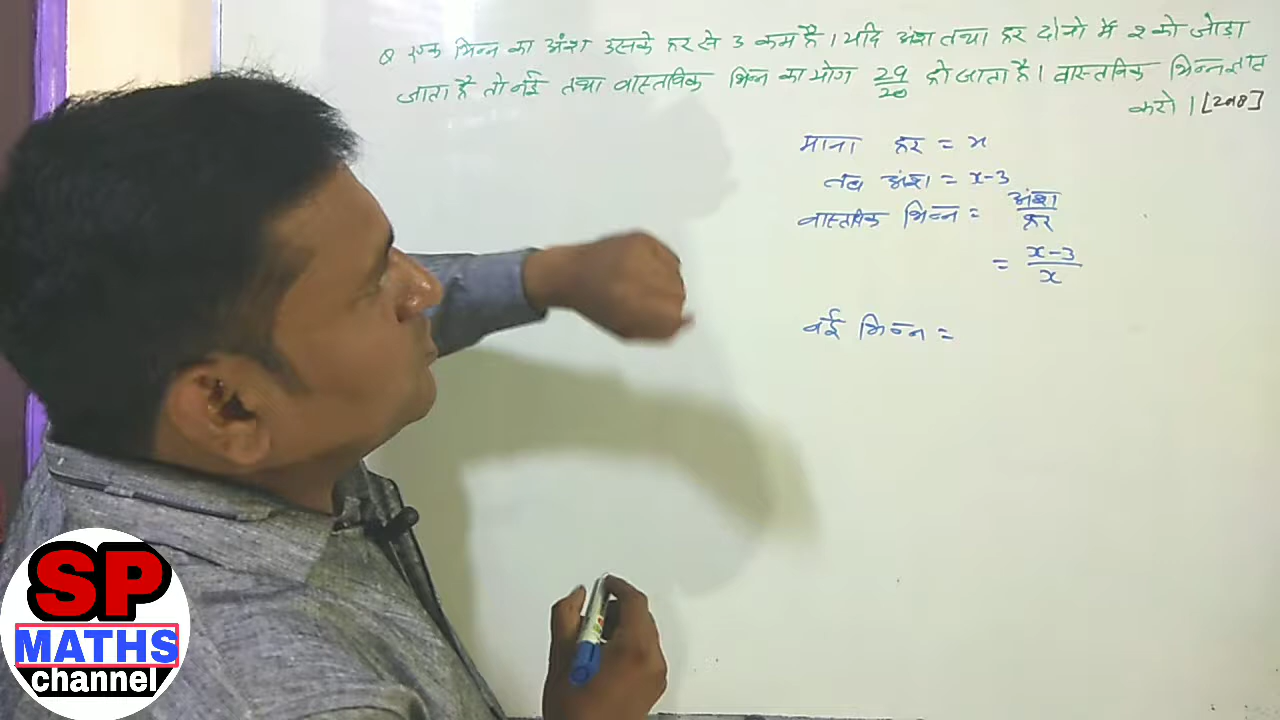 Q एक भिन्न का अंश उसके हर से 3 कम है। यदि अंश तथा हर दोनो में 2 को जोड़ा
जाता है तो नई तथा वास्तविक भिन्न का योग 29/20 हो जाता है। वास्तविक भिन्न ज्ञात
करो। [2018]
माना हर = x
तब अंश = x-3
वास्तविक भिन्न = अंश/हर
= x-3/x
नई भिन्न =
SP
MATHS
channel